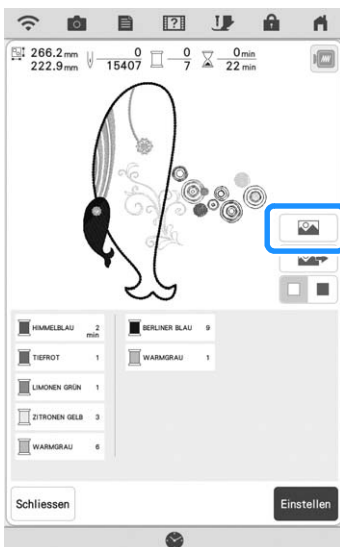 266.2 mm 0 0 0 min
222.9 mm 15407 7 22 min
HIMMELBLAU 2 min
TIEFROT 1
LIMONEN GRÜN 1
ZITRONEN GELB 3
WARMGRAU 6
BERLINER BLAU 9
WARMGRAU 1
Schliessen
Einstellen